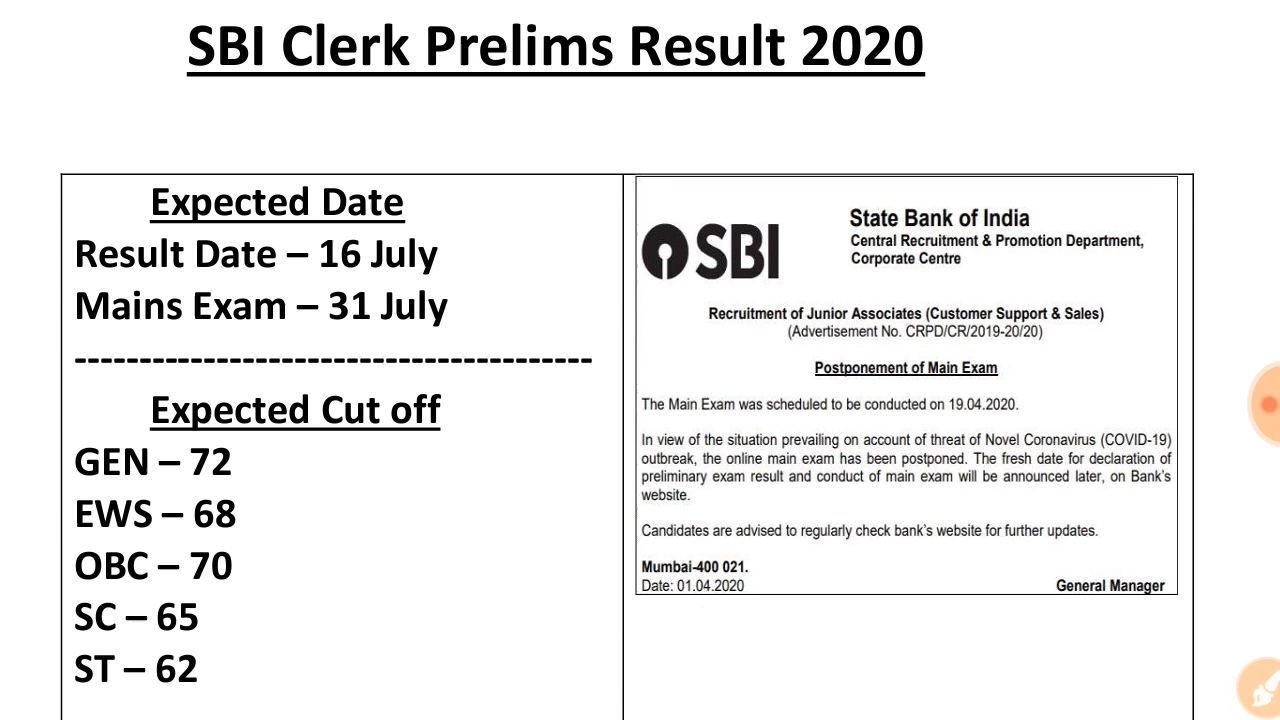 SBI Clerk Prelims Result 2020
Expected Date
Result Date – 16 July
Mains Exam – 31 July
----------------------------------------
Expected Cut off
GEN – 72
EWS – 68
OBC – 70
SC – 65
ST – 62
SBI
State Bank of India
Central Recruitment & Promotion Department,
Corporate Centre
Recruitment of Junior Associates (Customer Support & Sales)
(Advertisement No. CRPD/CR/2019-20/20)
Postponement of Main Exam
The Main Exam was scheduled to be conducted on 19.04.2020.
In view of the situation prevailing on account of threat of Novel Coronavirus (COVID-19)
outbreak, the online main exam has been postponed. The fresh date for declaration of
preliminary exam result and conduct of main exam will be announced later, on Bank's
website.
Candidates are advised to regularly check bank's website for further updates.
Mumbai-400 021.
Date: 01.04.2020
General Manager